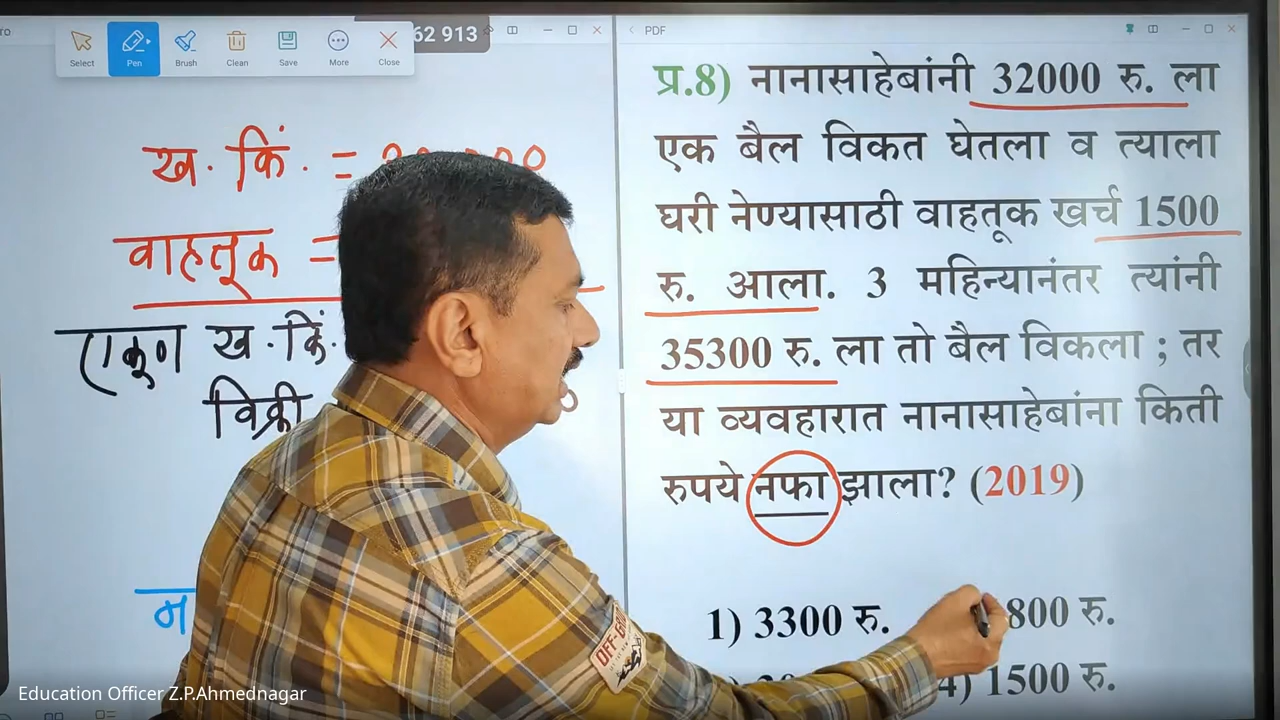 62 913
Select Pen Brush Clean Save More Close
ख. किं. =
वाहतूक =
एकूण ख.किं.
विक्री
PDF
प्र.8) नानासाहेबांनी 32000 रु. ला
एक बैल विकत घेतला व त्याला
घरी नेण्यासाठी वाहतूक खर्च 1500
रु. आला. 3 महिन्यानंतर त्यांनी
35300 रु. ला तो बैल विकला ; तर
या व्यवहारात नानासाहेबांना किती
रुपये नफा झाला? (2019)
1) 3300 रु.
800 रु.
4) 1500 रु.
Education Officer Z.P.Ahmednagar